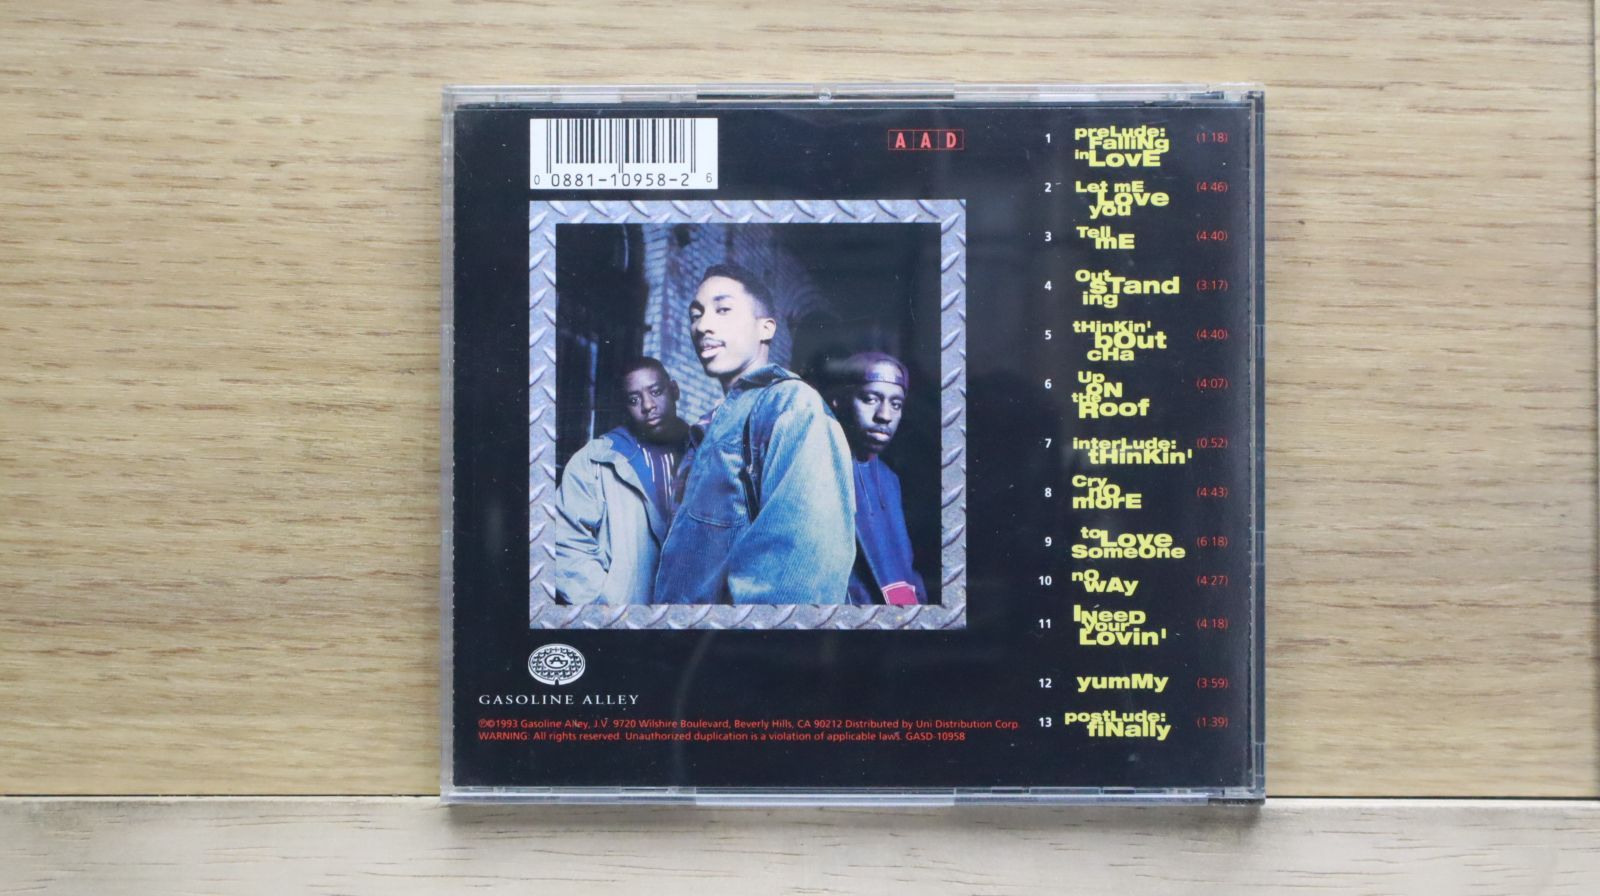 0 0881-10958-2 6
A A D
1 preLude: FalliNg in LOvE (1:18)
2 Let mE Love you (4:46)
3 Tell mE (4:40)
4 Out sTand ing (3:17)
5 tHinKin' bOut cHa (4:40)
6 Up ON tHe Roof (4:07)
7 interLude: tHinKin' (0:52)
8 Cry nO morE (4:43)
9 to Love SomeOne (6:18)
10 nO wAy (4:27)
11 I NeeD your Lovin' (4:18)
12 yumMy (3:59)
13 postLude: fiNally (1:39)
GA
GASOLINE ALLEY
℗©1993 Gasoline Alley, J.V. 9720 Wilshire Boulevard, Beverly Hills, CA 90212 Distributed by Uni Distribution Corp.
WARNING: All rights reserved. Unauthorized duplication is a violation of applicable laws. GASD-10958